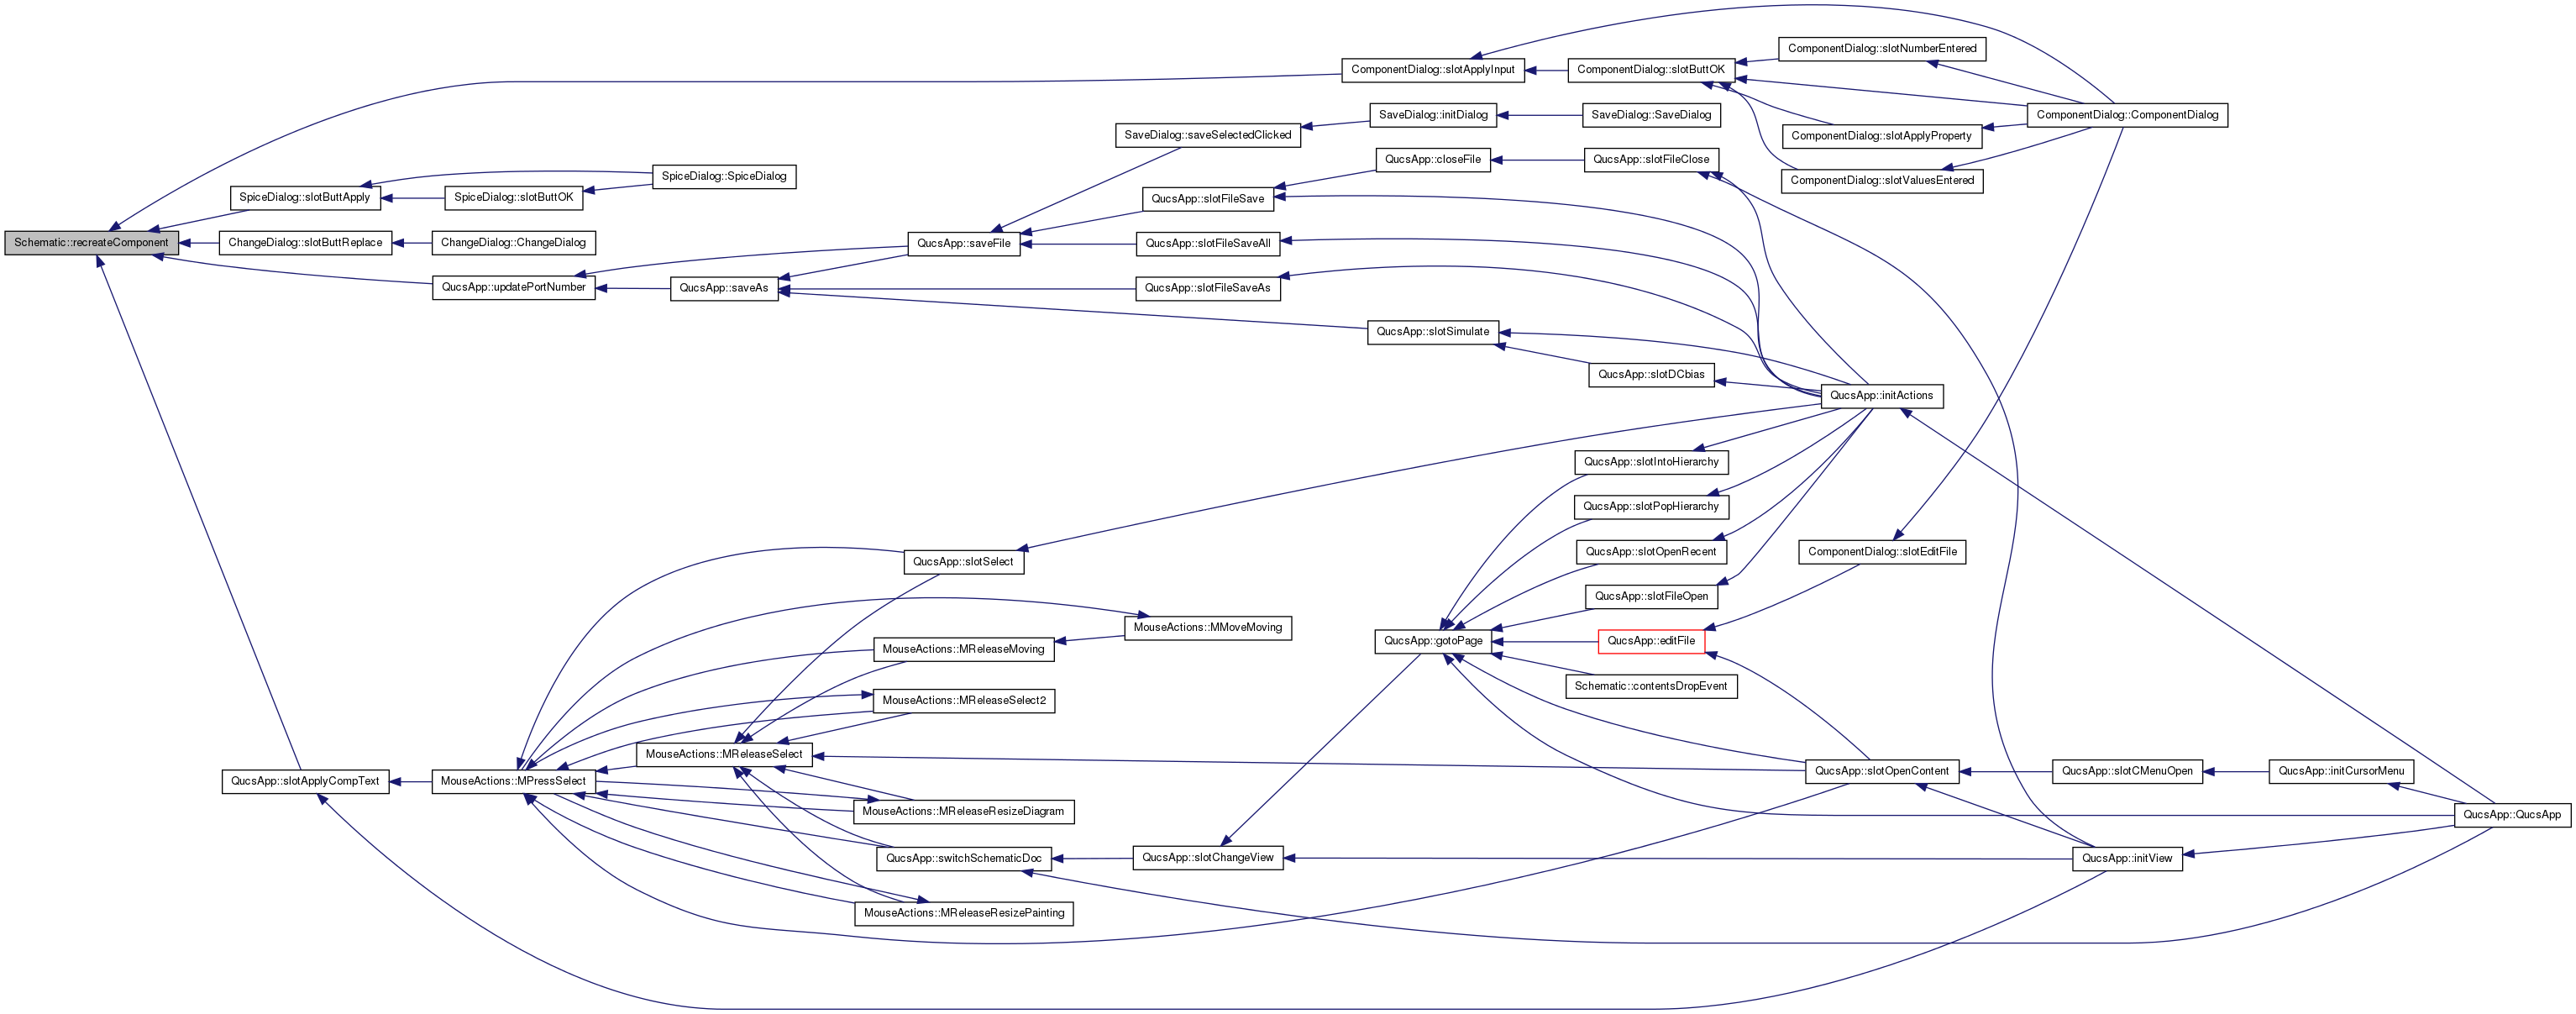 Schematic::recreateComponent
ComponentDialog::slotApplyInput
ComponentDialog::slotButtOK
ComponentDialog::slotNumberEntered
ComponentDialog::ComponentDialog
ComponentDialog::slotApplyProperty
ComponentDialog::slotValuesEntered
SaveDialog::saveSelectedClicked
SaveDialog::initDialog
SaveDialog::SaveDialog
SpiceDialog::slotButtApply
SpiceDialog::slotButtOK
SpiceDialog::SpiceDialog
ChangeDialog::slotButtReplace
ChangeDialog::ChangeDialog
QucsApp::updatePortNumber
QucsApp::saveAs
QucsApp::saveFile
QucsApp::slotFileSave
QucsApp::closeFile
QucsApp::slotFileClose
QucsApp::slotFileSaveAll
QucsApp::slotFileSaveAs
QucsApp::slotSimulate
QucsApp::slotDCbias
QucsApp::initActions
QucsApp::slotIntoHierarchy
QucsApp::slotPopHierarchy
QucsApp::slotOpenRecent
QucsApp::slotFileOpen
ComponentDialog::slotEditFile
QucsApp::gotoPage
QucsApp::editFile
Schematic::contentsDropEvent
QucsApp::slotSelect
MouseActions::MMoveMoving
MouseActions::MReleaseMoving
MouseActions::MReleaseSelect2
MouseActions::MReleaseSelect
QucsApp::slotApplyCompText
MouseActions::MPressSelect
MouseActions::MReleaseResizeDiagram
QucsApp::switchSchematicDoc
QucsApp::slotChangeView
MouseActions::MReleaseResizePainting
QucsApp::slotOpenContent
QucsApp::slotCMenuOpen
QucsApp::initCursorMenu
QucsApp::QucsApp
QucsApp::initView